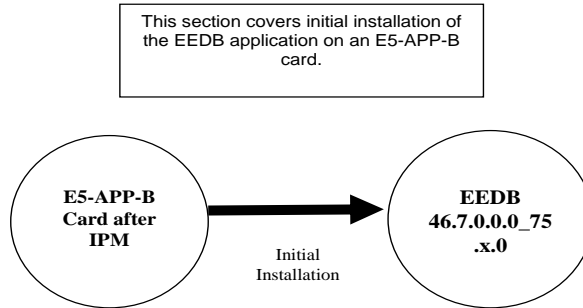 This section covers initial installation of
the EEDB application on an E5-APP-B
card.
E5-APP-B
Card after
IPM
Initial
Installation
EEDB
46.7.0.0.0_75
.x.0